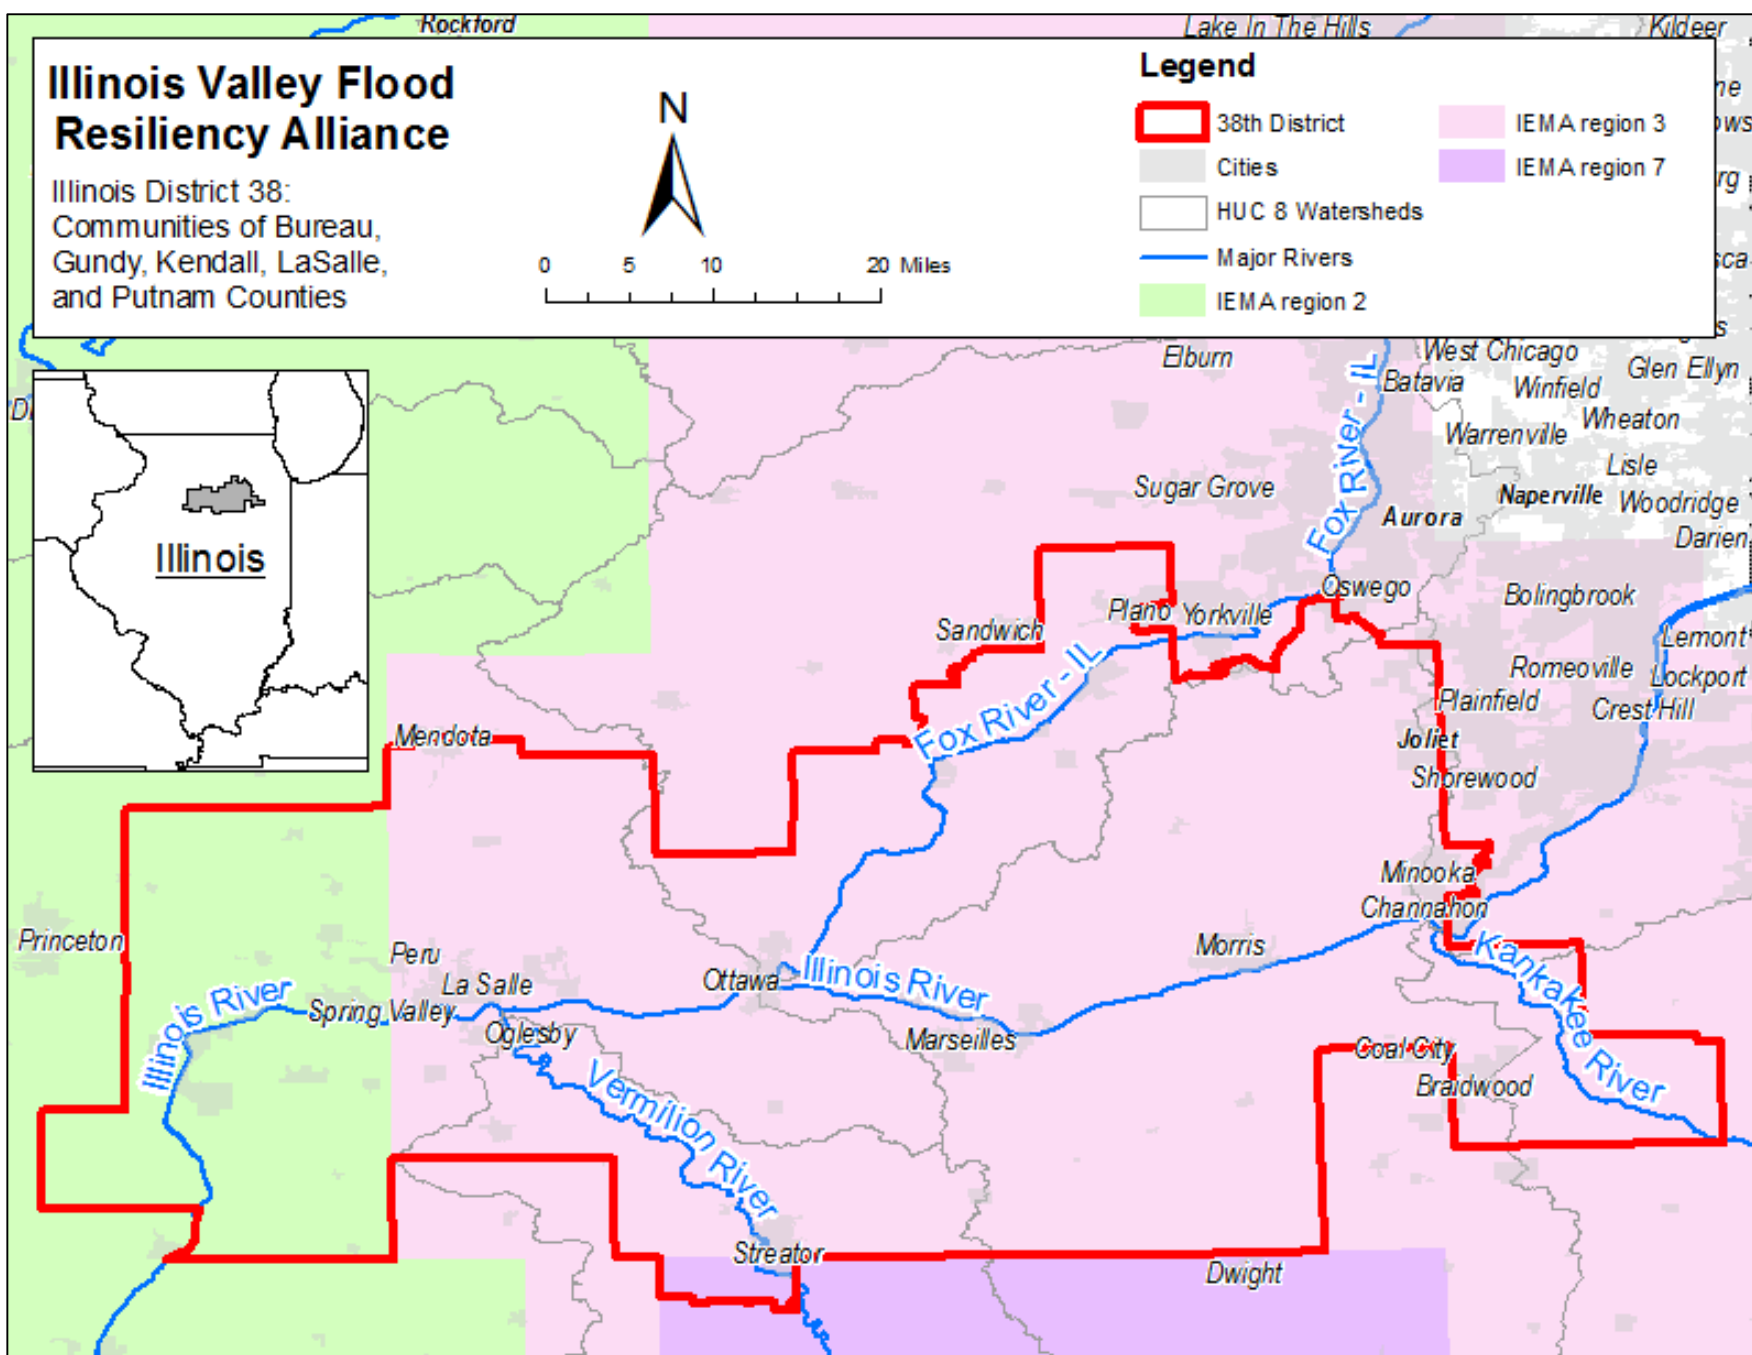 Rockford
Lake In The Hills
Kildeer
Illinois Valley Flood
Resiliency Alliance
Illinois District 38:
Communities of Bureau,
Gundy, Kendall, LaSalle,
and Putnam Counties
N
0 5 10 20 Miles
Legend
38th District
Cities
HUC 8 Watersheds
Major Rivers
IEMA region 2
IEMA region 3
IEMA region 7
Illinois
Elburn
West Chicago
Glen Ellyn
Batavia
Winfield
Wheaton
Warrenville
Lisle
Sugar Grove
Naperville
Woodridge
Aurora
Darien
Fox River - IL
Oswego
Bolingbrook
Plano
Yorkville
Sandwich
Lemont
Romeoville
Lockport
Plainfield
Crest Hill
Fox River - IL
Mendota
Joliet
Shorewood
Minooka
Channahon
Princeton
Peru
Morris
La Salle
Ottawa
Illinois River
Kankakee River
Illinois River
Spring Valley
Oglesby
Marseilles
Coal City
Braidwood
Vermilion River
Streator
Dwight